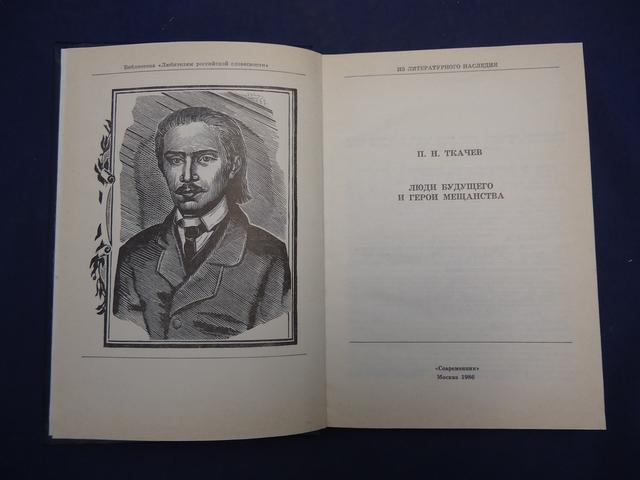 Библиотека «Любителям российской словесности»
ИЗ ЛИТЕРАТУРНОГО НАСЛЕДИЯ
П. Н. ТКАЧЕВ
ЛЮДИ БУДУЩЕГО
И ГЕРОИ МЕЩАНСТВА
«Современник»
Москва 1986